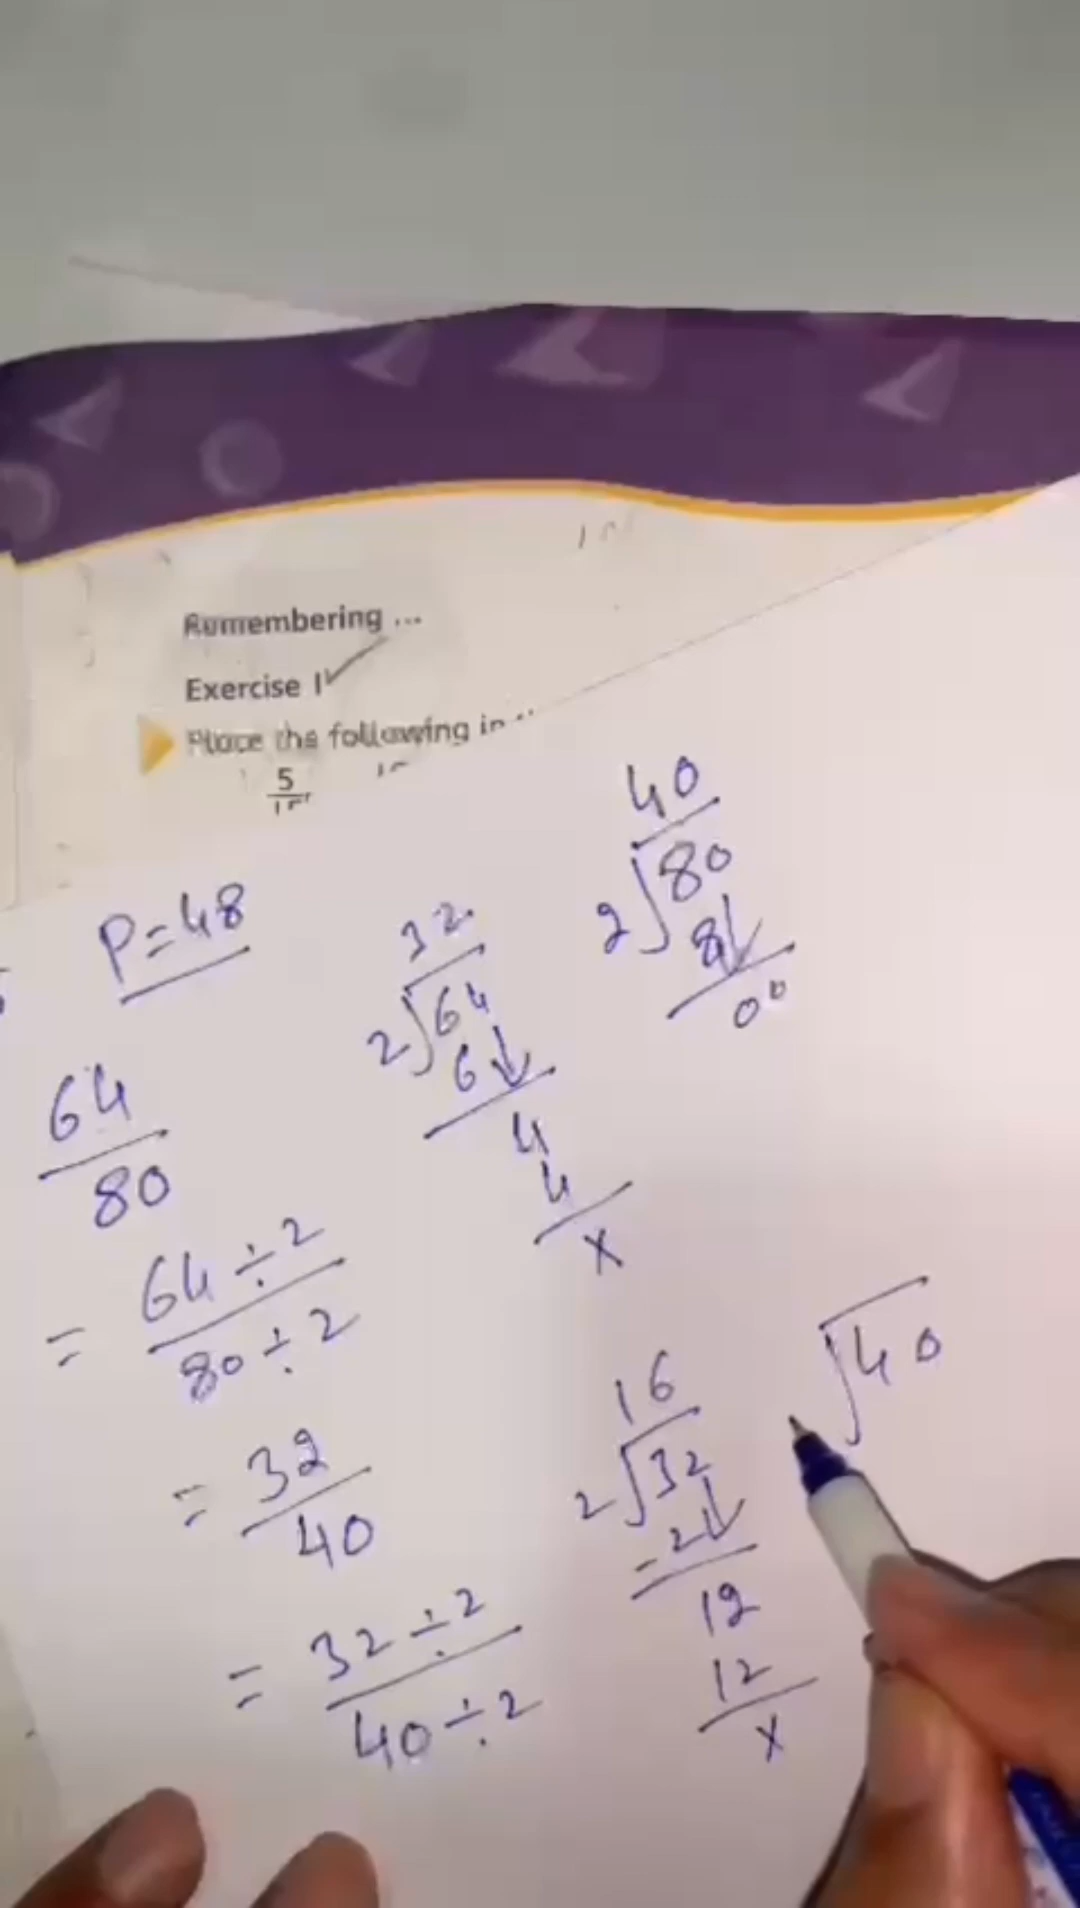 Remembering ...
Exercise 1
Place the following in
5
P=48
64
80
= 64 ÷ 2
80 ÷ 2
= 32
40
= 32 ÷ 2
40 ÷ 2
32
2 64
6
4
4
x
40
2 80
8
00
16
2 32
- 2
12
12
x
40